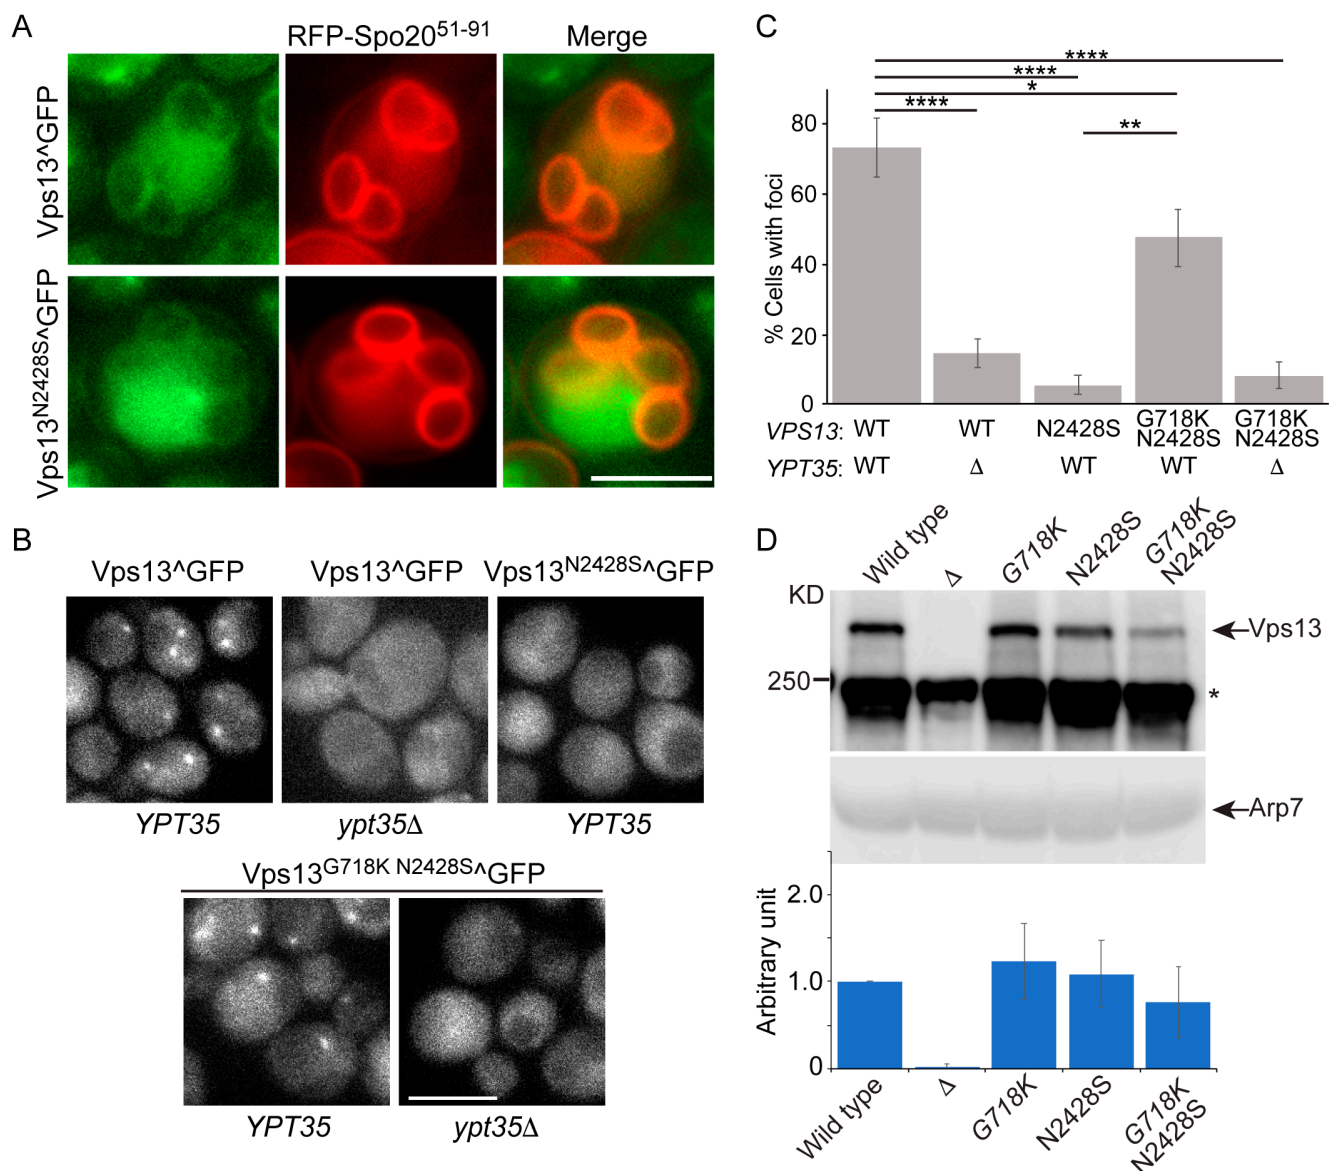 A
RFP-Spo20⁵¹⁻⁹¹ Merge
Vps13^GFP
Vps13ᴺ²⁴²⁸ˢ^GFP
B
Vps13^GFP Vps13^GFP Vps13ᴺ²⁴²⁸ˢ^GFP
YPT35 ypt35Δ YPT35
Vps13ᴳ⁷¹⁸ᴷ ᴺ²⁴²⁸ˢ^GFP
YPT35 ypt35Δ
C
****
****
*
****
**
% Cells with foci
80
60
40
20
0
VPS13: WT WT N2428S G718K N2428S G718K N2428S
YPT35: WT Δ WT WT Δ
D
Wild type Δ G718K N2428S G718K N2428S
KD
Vps13
250
*
Arp7
Arbitrary unit
2.0
1.0
0
Wild type Δ G718K N2428S G718K N2428S